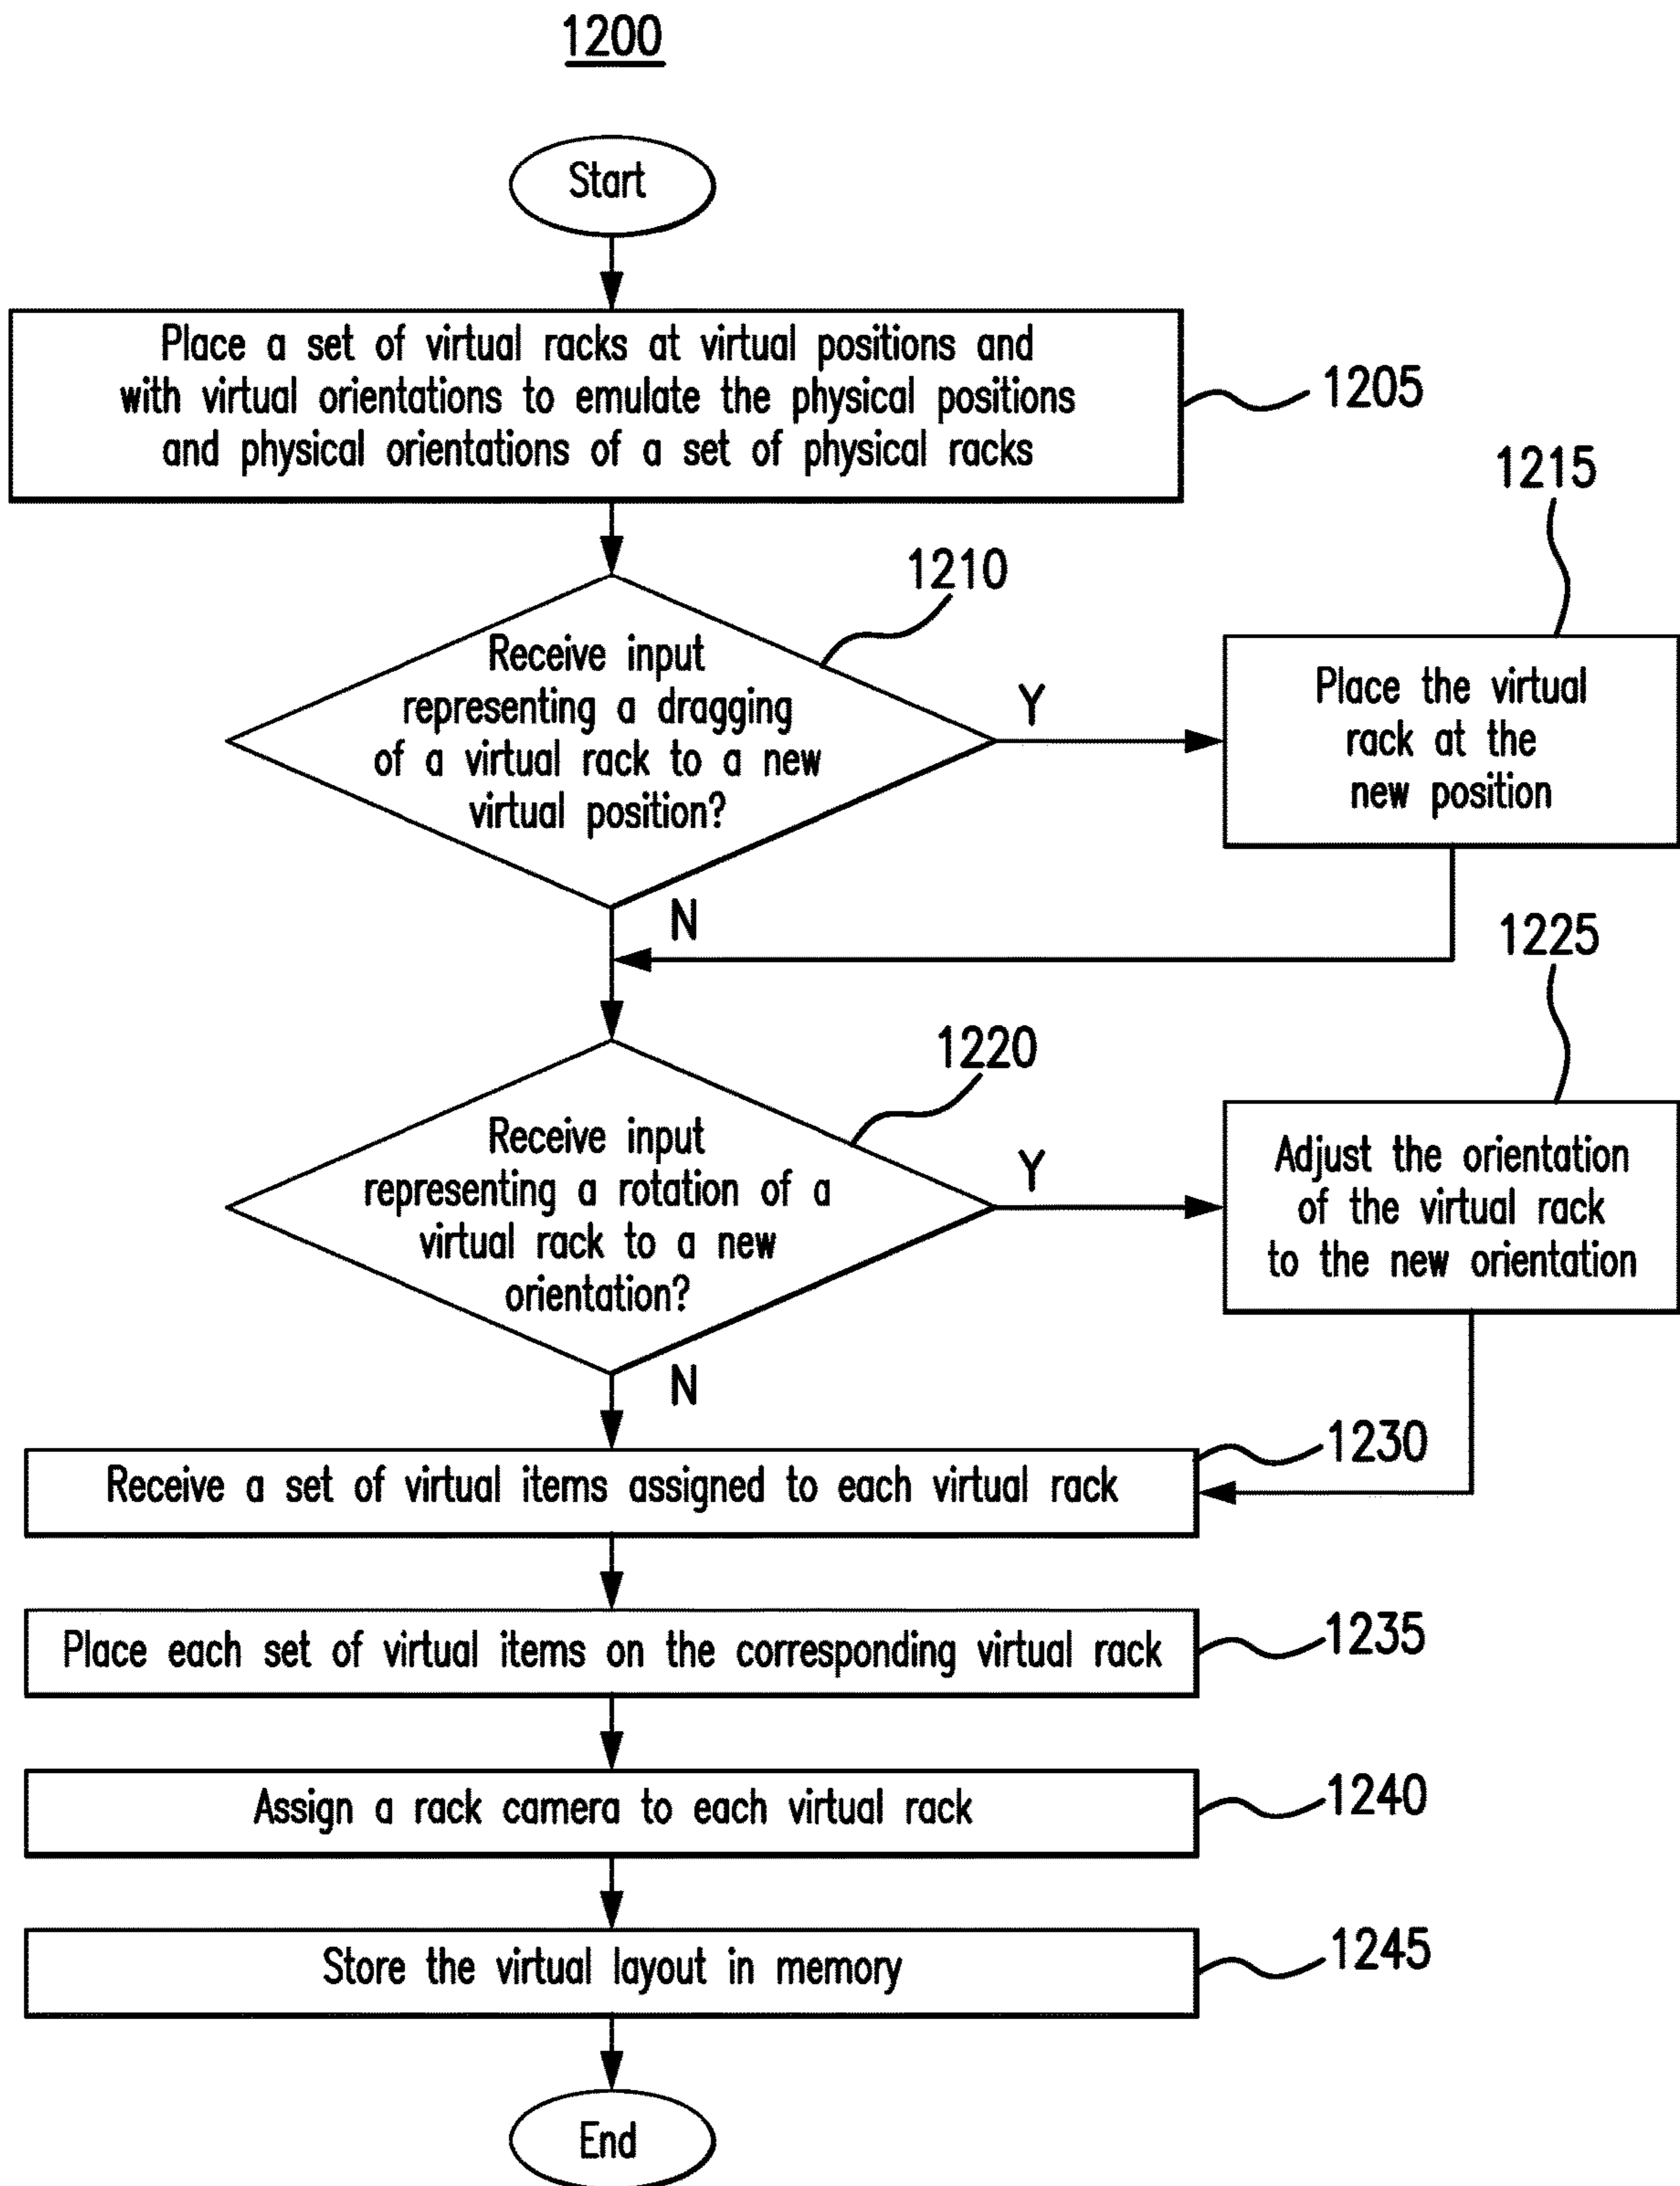 1200
Start
Place a set of virtual racks at virtual positions and
with virtual orientations to emulate the physical positions
and physical orientations of a set of physical racks
1205
1210
1215
Receive input
representing a dragging
of a virtual rack to a new
virtual position?
Y
Place the virtual
rack at the
new position
N
1220
1225
Receive input
representing a rotation of a
virtual rack to a new
orientation?
Y
Adjust the orientation
of the virtual rack
to the new orientation
N
Receive a set of virtual items assigned to each virtual rack
1230
Place each set of virtual items on the corresponding virtual rack
1235
Assign a rack camera to each virtual rack
1240
Store the virtual layout in memory
1245
End